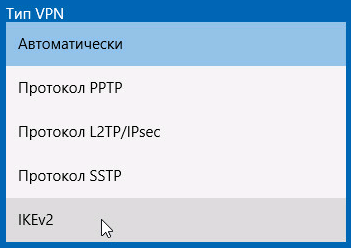 Тип VPN
Автоматически
Протокол PPTP
Протокол L2TP/IPsec
Протокол SSTP
IKEv2